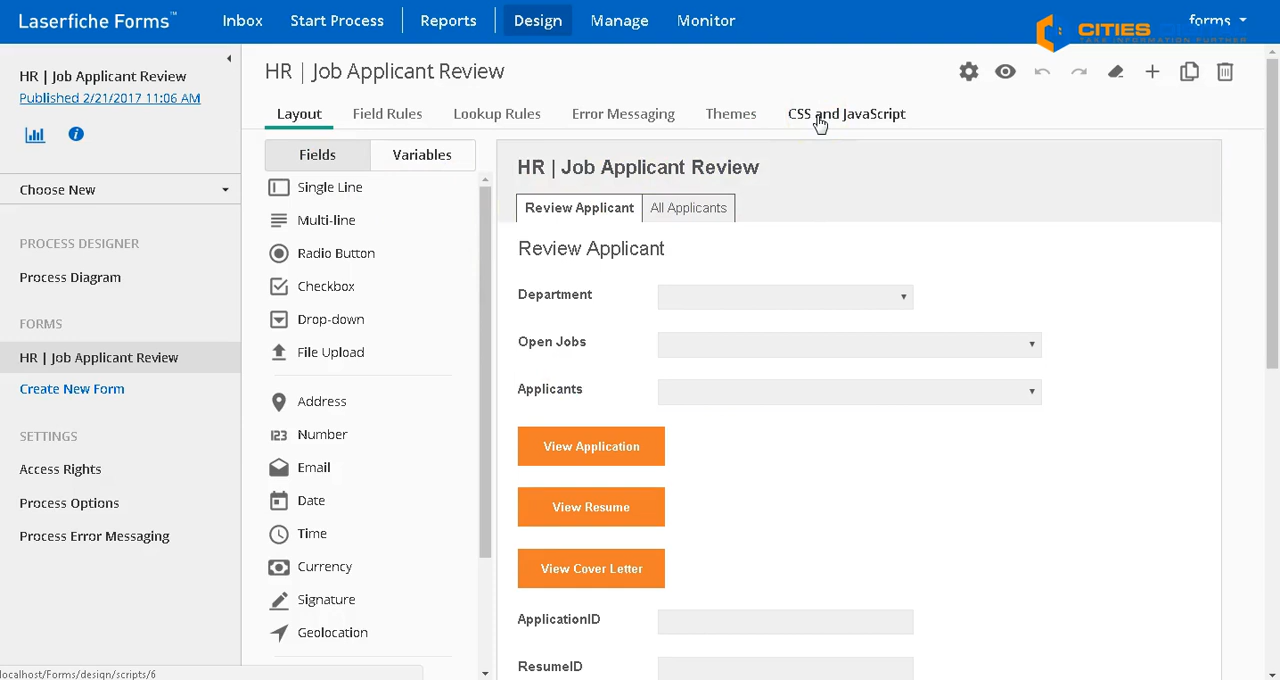 Laserfiche Forms™ Inbox Start Process Reports Design Manage Monitor forms
CITIES
TAKE INFORMATION FURTHER
HR | Job Applicant Review
Published 2/21/2017 11:06 AM
Choose New
PROCESS DESIGNER
Process Diagram
FORMS
HR | Job Applicant Review
Create New Form
SETTINGS
Access Rights
Process Options
Process Error Messaging
HR | Job Applicant Review
Layout Field Rules Lookup Rules Error Messaging Themes CSS and JavaScript
Fields Variables
Single Line
Multi-line
Radio Button
Checkbox
Drop-down
File Upload
Address
123 Number
Email
Date
Time
Currency
Signature
Geolocation
HR | Job Applicant Review
Review Applicant All Applicants
Review Applicant
Department
Open Jobs
Applicants
View Application
View Resume
View Cover Letter
ApplicationID
ResumeID
localhost/Forms/design/scripts/6